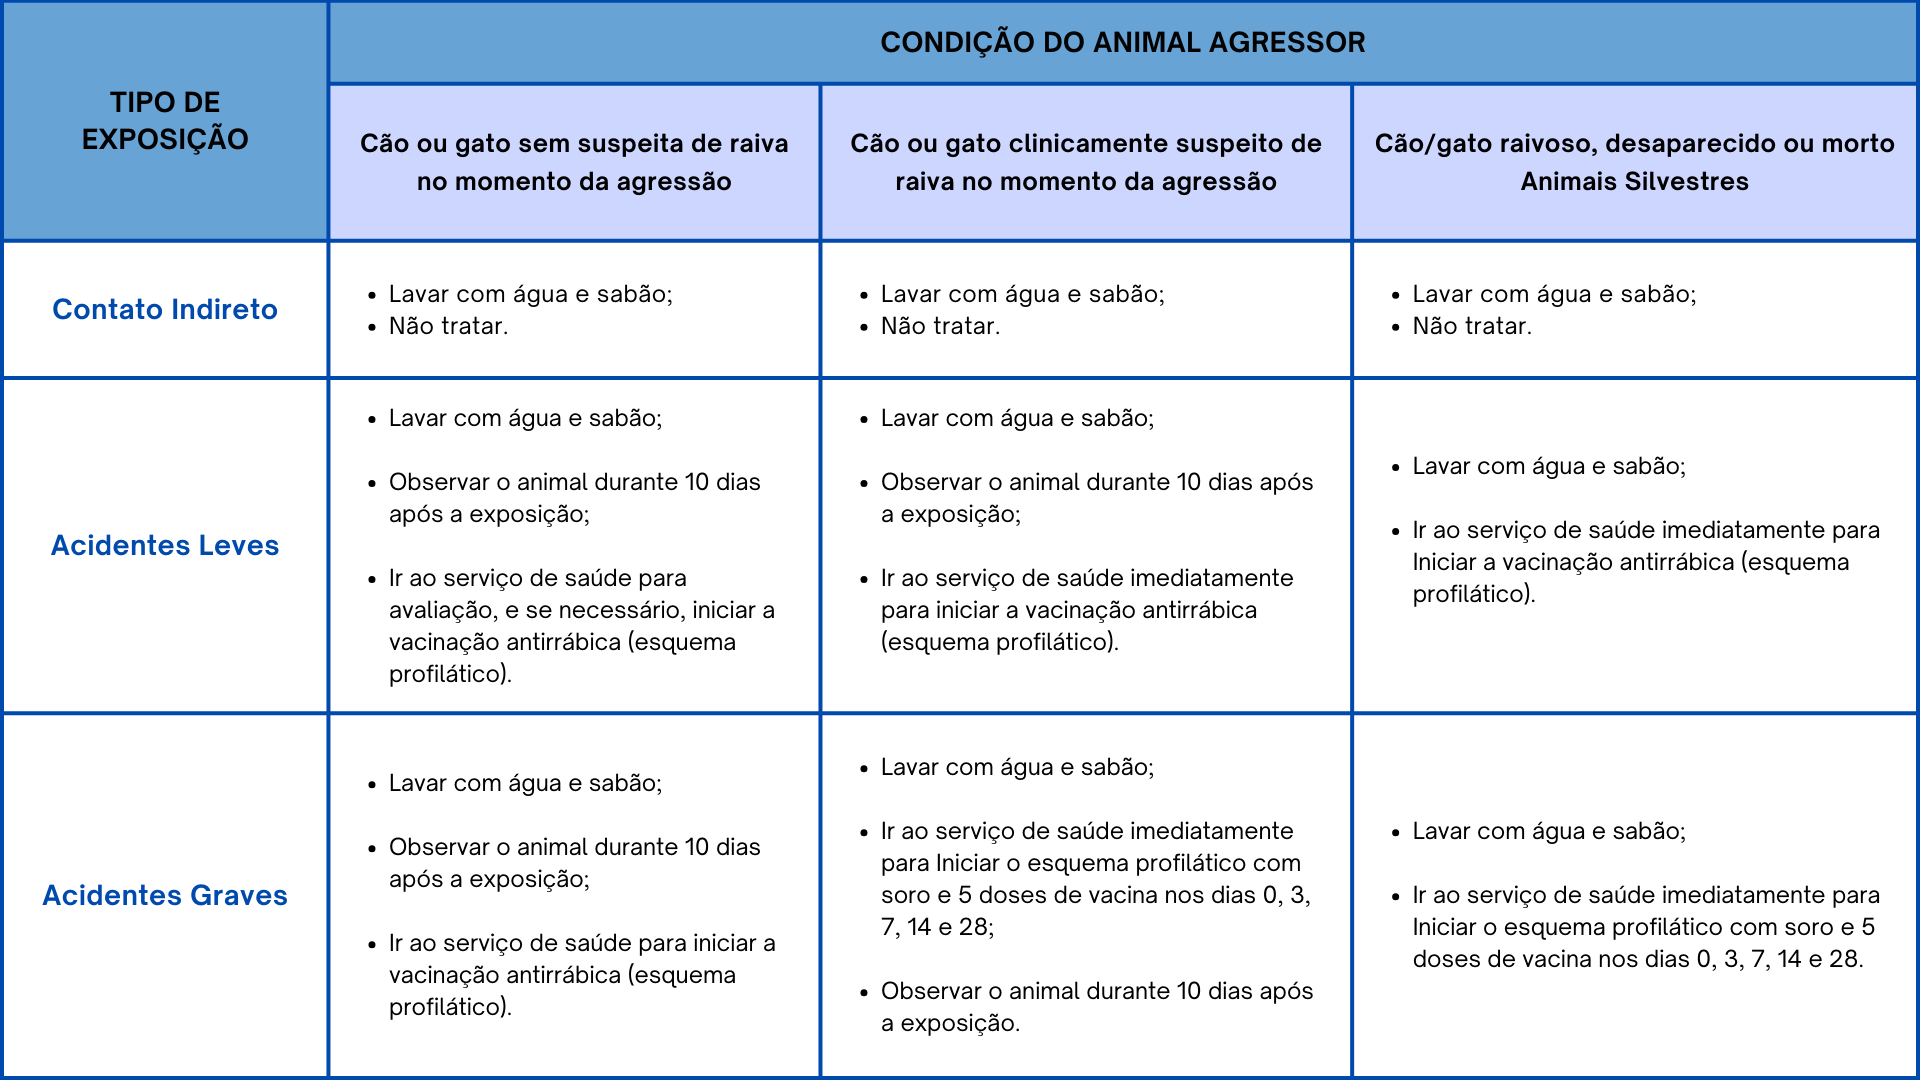 TIPO DE
EXPOSIÇÃO
CONDIÇÃO DO ANIMAL AGRESSOR
Cão ou gato sem suspeita de raiva
no momento da agressão
Cão ou gato clinicamente suspeito de
raiva no momento da agressão
Cão/gato raivoso, desaparecido ou morto
Animais Silvestres
Contato Indireto
• Lavar com água e sabão;
• Não tratar.
• Lavar com água e sabão;
• Não tratar.
• Lavar com água e sabão;
• Não tratar.
Acidentes Leves
• Lavar com água e sabão;
• Observar o animal durante 10 dias
após a exposição;
• Ir ao serviço de saúde para
avaliação, e se necessário, iniciar a
vacinação antirrábica (esquema
profilático).
• Lavar com água e sabão;
• Observar o animal durante 10 dias após
a exposição;
• Ir ao serviço de saúde imediatamente
para iniciar a vacinação antirrábica
(esquema profilático).
• Lavar com água e sabão;
• Ir ao serviço de saúde imediatamente para
Iniciar a vacinação antirrábica (esquema
profilático).
Acidentes Graves
• Lavar com água e sabão;
• Observar o animal durante 10 dias
após a exposição;
• Ir ao serviço de saúde para iniciar a
vacinação antirrábica (esquema
profilático).
• Lavar com água e sabão;
• Ir ao serviço de saúde imediatamente
para Iniciar o esquema profilático com
soro e 5 doses de vacina nos dias 0, 3,
7, 14 e 28;
• Observar o animal durante 10 dias após
a exposição.
• Lavar com água e sabão;
• Ir ao serviço de saúde imediatamente para
Iniciar o esquema profilático com soro e 5
doses de vacina nos dias 0, 3, 7, 14 e 28.